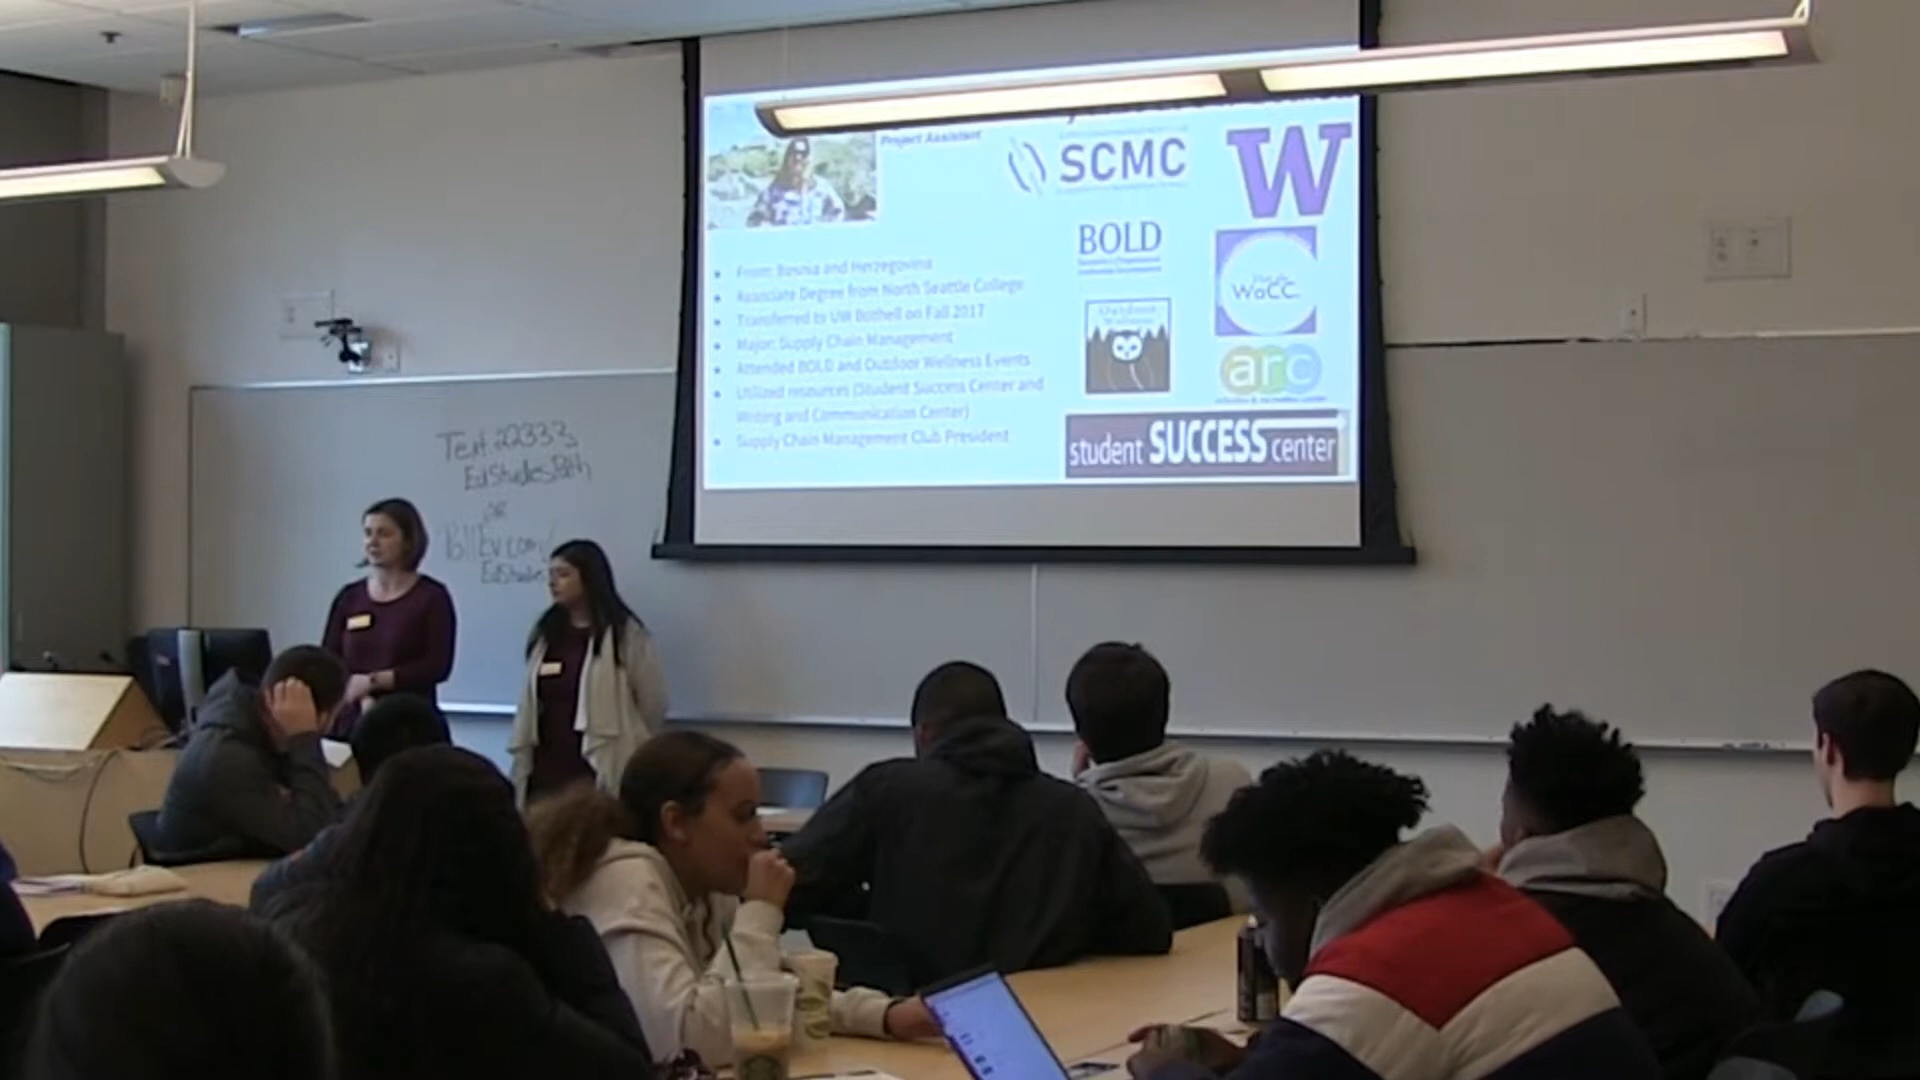 Project Assistant
SCMC
W
BOLD
WaCC
arc
student SUCCESS center
From: Bosnia and Herzegovina
Associate Degree from North Seattle College
Transferred to UW Bothell on Fall 2017
Major: Supply Chain Management
Attended BOLD and Outdoor Wellness Events
Utilized resources (Student Success Center and
Writing and Communication Center)
Supply Chain Management Club President
Text 22333
OR
PollEv.com/